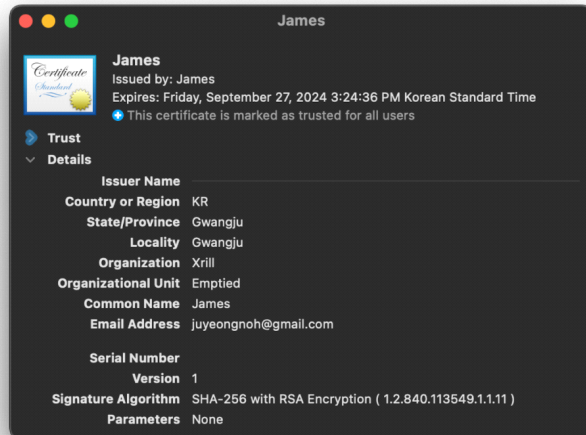 James
Certificate
Standard
James
Issued by: James
Expires: Friday, September 27, 2024 3:24:36 PM Korean Standard Time
This certificate is marked as trusted for all users
Trust
Details
Issuer Name
Country or Region KR
State/Province Gwangju
Locality Gwangju
Organization Xrill
Organizational Unit Emptied
Common Name James
Email Address juyeongnoh@gmail.com
Serial Number
Version 1
Signature Algorithm SHA-256 with RSA Encryption ( 1.2.840.113549.1.1.11 )
Parameters None